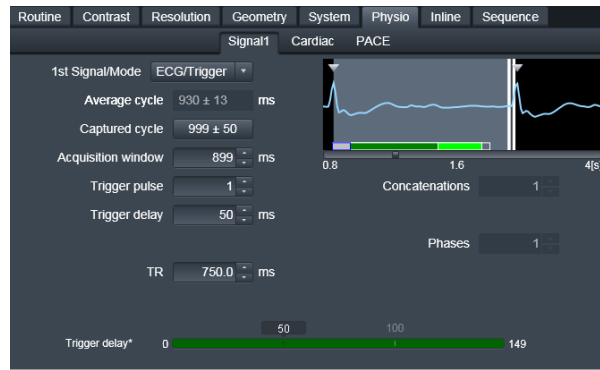 Routine Contrast Resolution Geometry System Physio Inline Sequence
Signal1 Cardiac PACE
1st Signal/Mode ECG/Trigger
Average cycle 930 ± 13 ms
Captured cycle 999 ± 50
Acquisition window 899 ms
0.8 1.6 4[s]
Trigger pulse 1 Concatenations 1
Trigger delay 50 ms
Phases 1
TR 750.0 ms
50 100
Trigger delay* 0 149